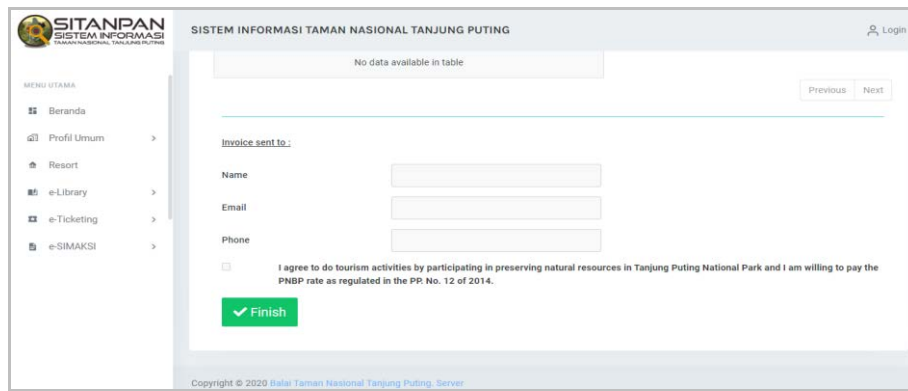 SITANPAN
SISTEM INFORMASI
TAMAN NASIONAL TANJUNG PUTING
SISTEM INFORMASI TAMAN NASIONAL TANJUNG PUTING
Login
MENU UTAMA
Beranda
Profil Umum
Resort
e-Library
e-Ticketing
e-SIMAKSI
No data available in table
Previous Next
Invoice sent to :
Name
Email
Phone
I agree to do tourism activities by participating in preserving natural resources in Tanjung Puting National Park and I am willing to pay the
PNBP rate as regulated in the PP. No. 12 of 2014.
Finish
Copyright © 2020 Balai Taman Nasional Tanjung Puting. Server